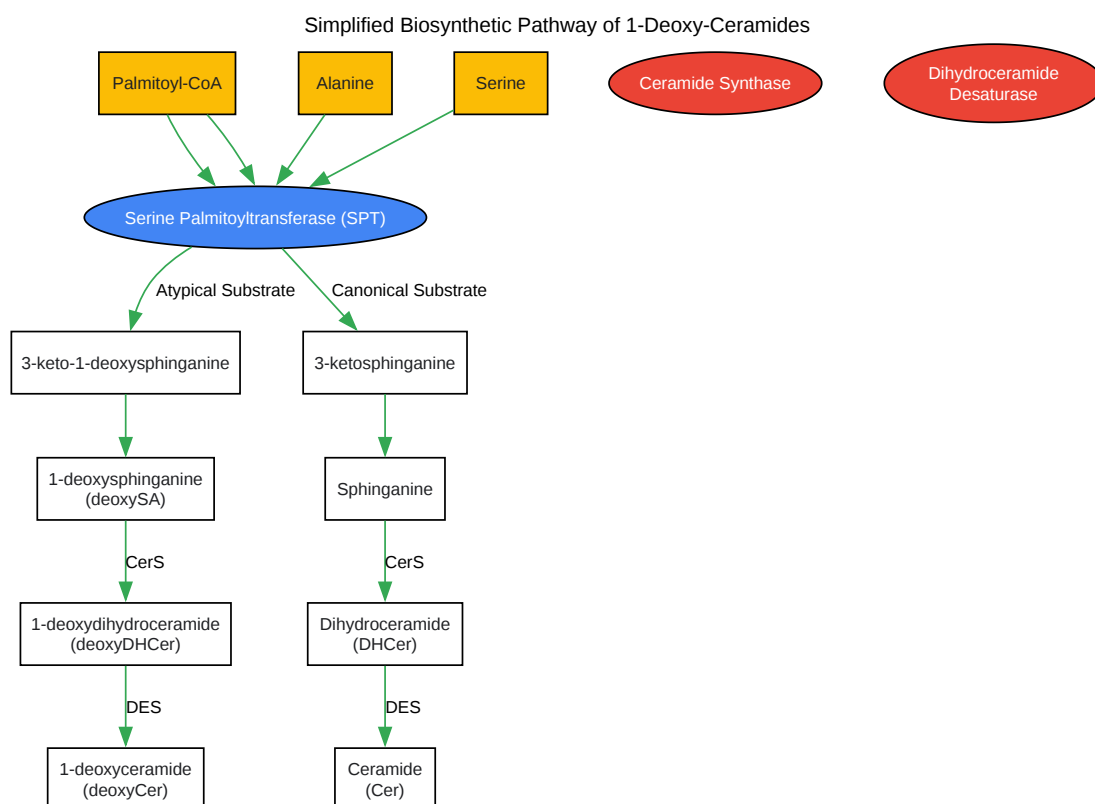 Simplified Biosynthetic Pathway of 1-Deoxy-Ceramides
Palmitoyl-CoA
Alanine
Serine
Ceramide Synthase
Dihydroceramide
Desaturase
Serine Palmitoyltransferase (SPT)
Atypical Substrate
Canonical Substrate
3-keto-1-deoxysphinganine
3-ketosphinganine
1-deoxysphinganine
(deoxySA)
Sphinganine
CerS
CerS
1-deoxydihydroceramide
(deoxyDHCer)
Dihydroceramide
(DHCer)
DES
DES
1-deoxyceramide
(deoxyCer)
Ceramide
(Cer)